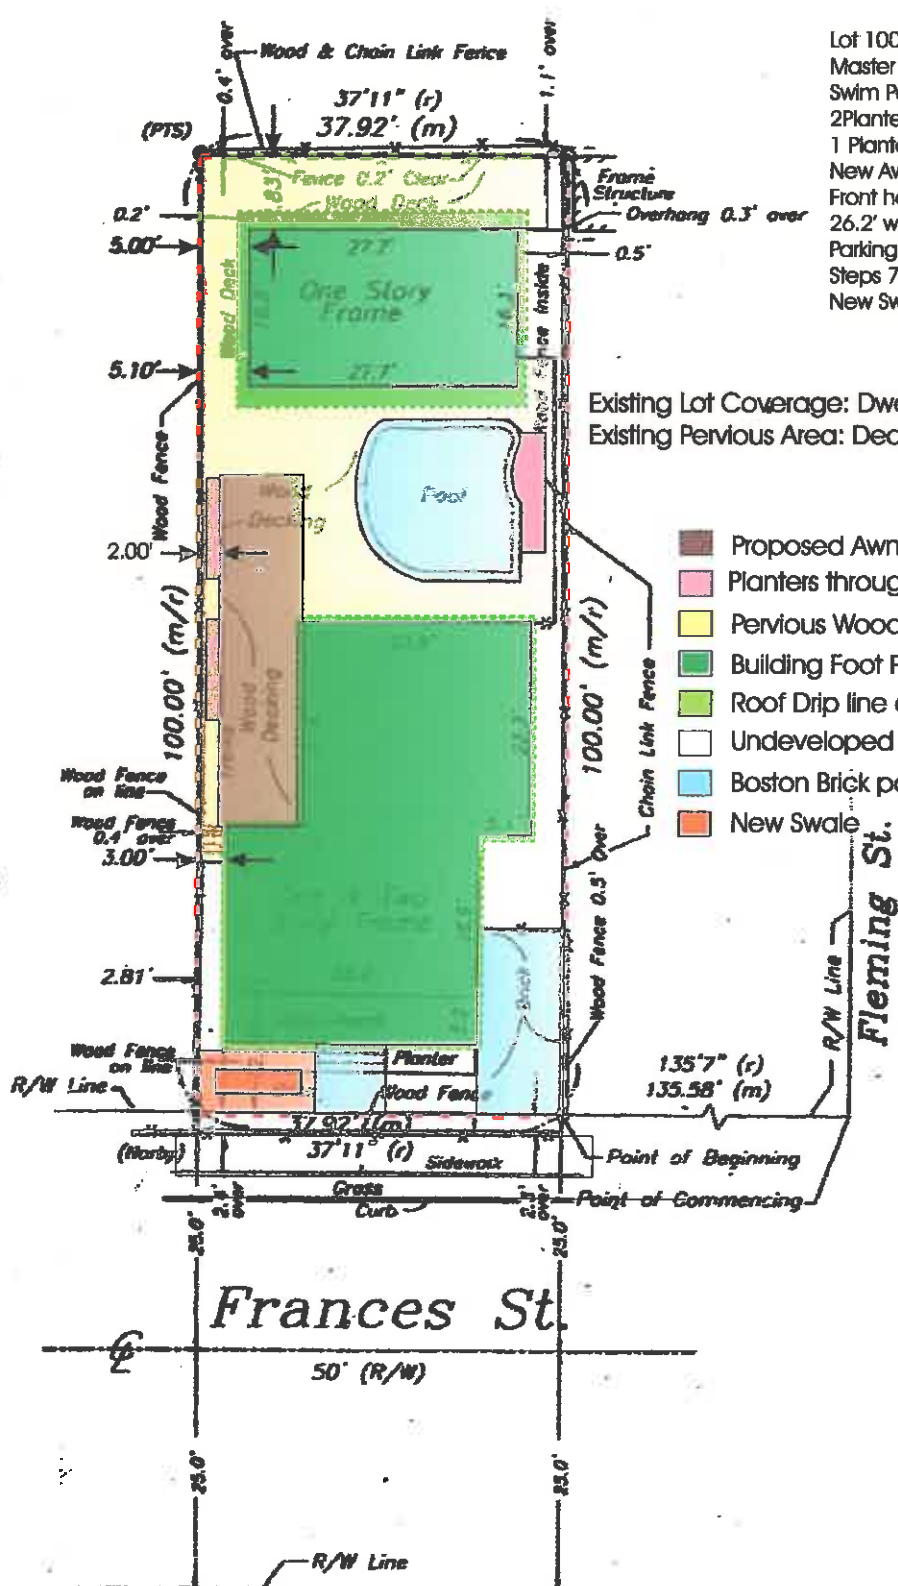 0.4' over
Wood & Chain Link Fence
1.1' over
37'11" (r)
37.92' (m)
(PTS)
Lot 100
Master
Swim P
2Plante
1 Plant
New Aw
Front h
26.2' w
Parking
Steps 7
New Sw
Fence 0.2' Clear
Wood Deck
Frame
Structure
Overhang 0.3' over
0.2'
5.00'
27.7'
0.5'
Wood Deck
One Story
Frame
Wood Fence Inside
5.10'
27.7'
Existing Lot Coverage: Dwe
Existing Pervious Area: Dec
Wood Fence
Wood
Decking
Pool
2.00'
Proposed Awn
Planters throug
Pervious Wood
Building Foot P
Roof Drip line
Undeveloped
Boston Brick p
New Swale
100.00' (m/r)
Wood
Decking
100.00' (m/r)
Chain Link Fence
Wood Fence
on line
Wood Fence
0.4' over
3.00'
Wood Fence 0.5' Over
Fleming St.
R/W Line
2.81'
Brick
Wood Fence
on line
Planter
R/W Line
Wood Fence
135'7" (r)
135.58' (m)
37.92' (m)
(Norby)
37'11" (r)
Sidewalk
Point of Beginning
Grass
Curb
Point of Commencing
2.4' over
25.0'
25.0'
Frances St.
50' (R/W)
25.0'
25.0'
R/W Line